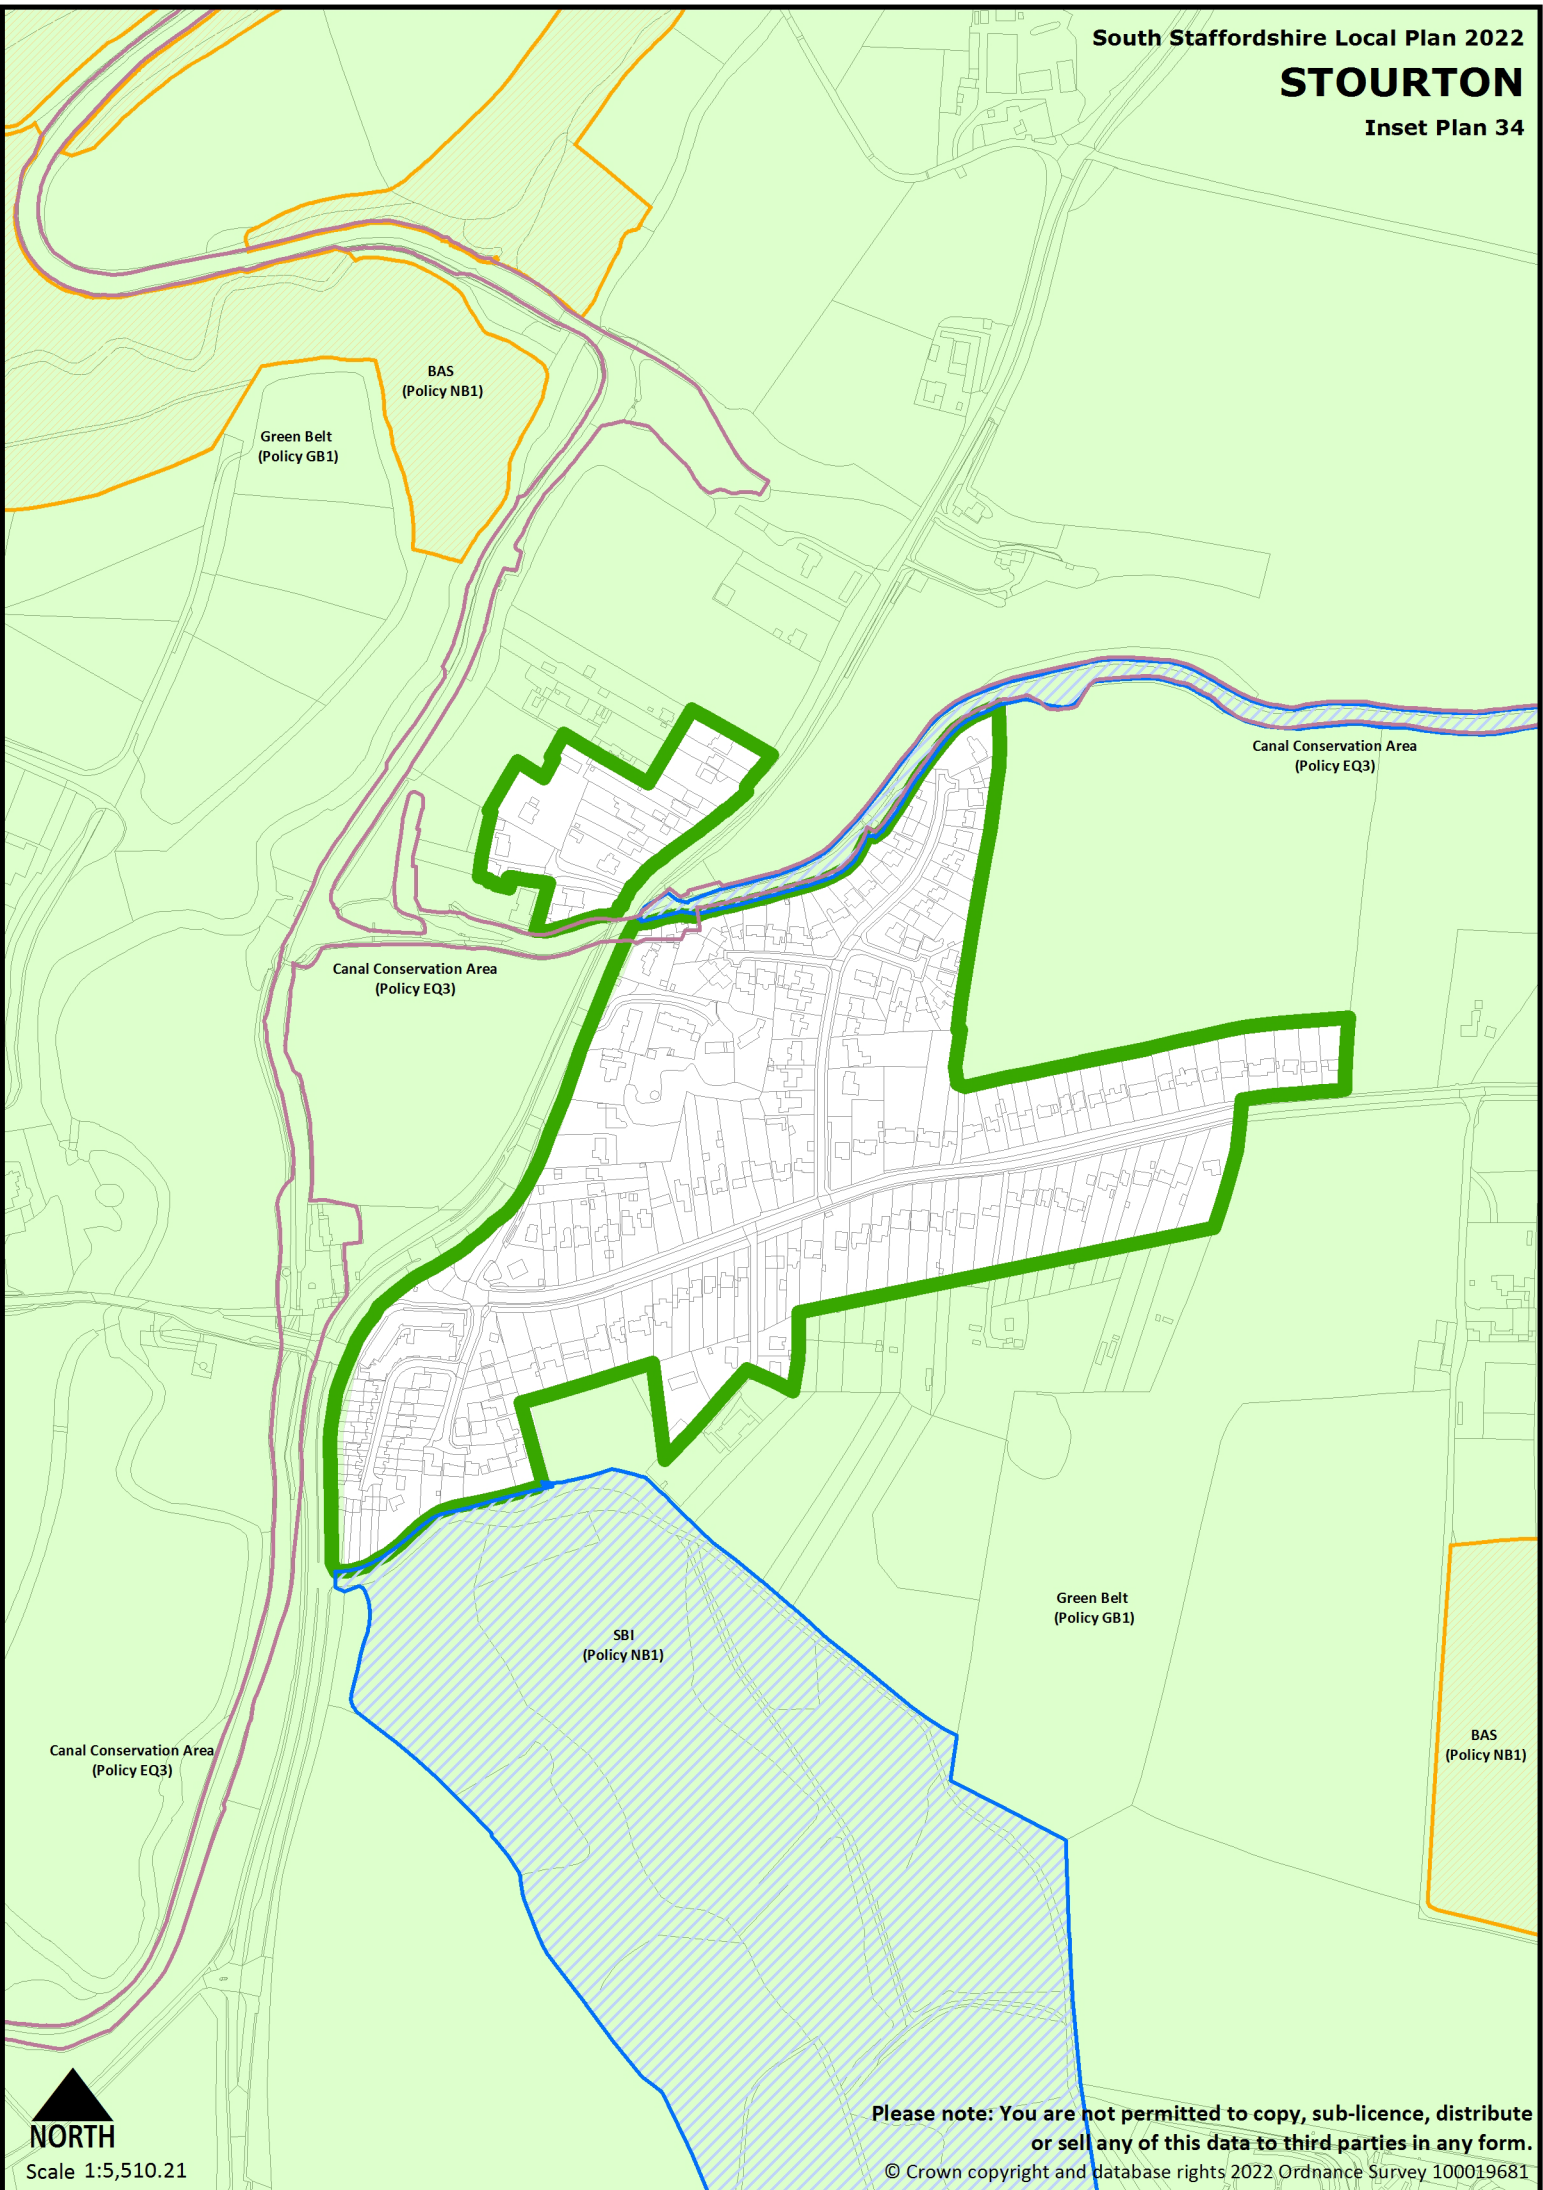 South Staffordshire Local Plan 2022
STOURTON
Inset Plan 34
BAS
(Policy NB1)
Green Belt
(Policy GB1)
Canal Conservation Area
(Policy EQ3)
Canal Conservation Area
(Policy EQ3)
Green Belt
(Policy GB1)
SBI
(Policy NB1)
BAS
(Policy NB1)
Canal Conservation Area
(Policy EQ3)
NORTH
Scale 1:5,510.21
Please note: You are not permitted to copy, sub-licence, distribute
or sell any of this data to third parties in any form.
© Crown copyright and database rights 2022 Ordnance Survey 100019681